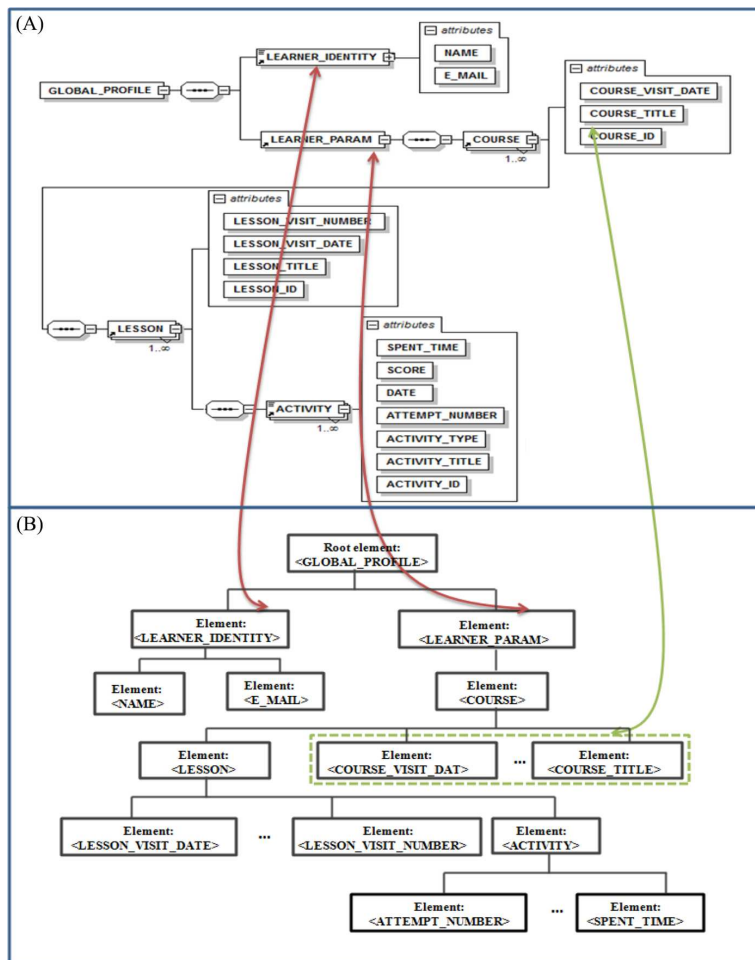 (A)
attributes
LEARNER_IDENTITY
NAME
E_MAIL
GLOBAL_PROFILE
attributes
COURSE_VISIT_DATE
COURSE_TITLE
COURSE_ID
LEARNER_PARAM
COURSE
1..∞
attributes
LESSON_VISIT_NUMBER
LESSON_VISIT_DATE
LESSON_TITLE
LESSON_ID
LESSON
1..∞
attributes
SPENT_TIME
SCORE
DATE
ATTEMPT_NUMBER
ACTIVITY_TYPE
ACTIVITY_TITLE
ACTIVITY_ID
ACTIVITY
1..∞
(B)
Root element:
<GLOBAL_PROFILE>
Element:
<LEARNER_IDENTITY>
Element:
<LEARNER_PARAM>
Element:
<NAME>
Element:
<E_MAIL>
Element:
<COURSE>
Element:
<LESSON>
Element:
<COURSE_VISIT_DAT>
...
Element:
<COURSE_TITLE>
Element:
<LESSON_VISIT_DATE>
...
Element:
<LESSON_VISIT_NUMBER>
Element:
<ACTIVITY>
Element:
<ATTEMPT_NUMBER>
...
Element:
<SPENT_TIME>